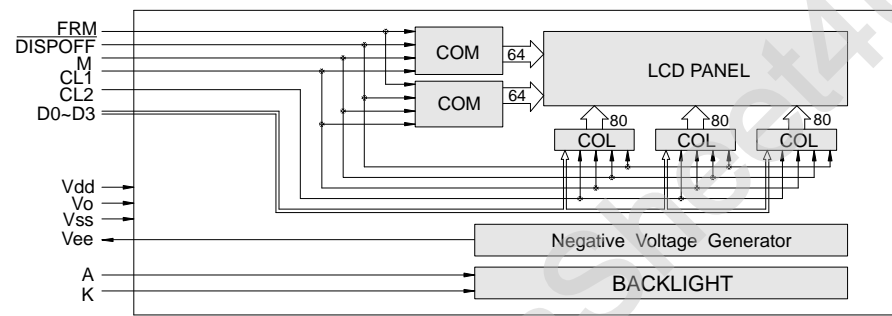 FRM
DISPOFF
M
CL1
CL2
D0~D3
COM
64
COM
64
LCD PANEL
80
80
80
COL
COL
COL
Vdd
Vo
Vss
Vee
Negative Voltage Generator
A
K
BACKLIGHT